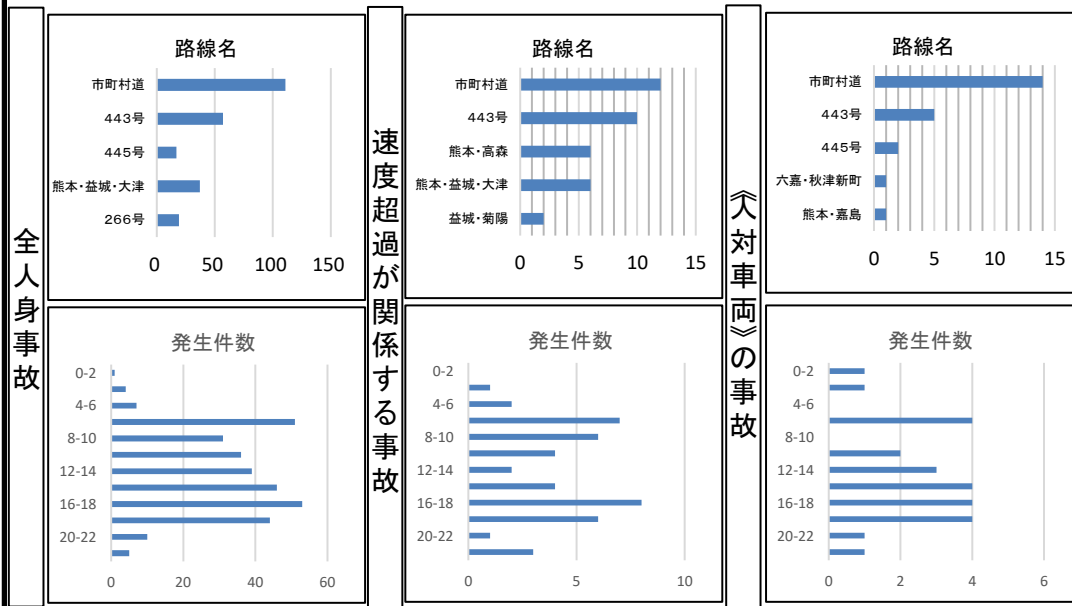 全人身事故
路線名
市町村道
443号
445号
熊本・益城・大津
266号
0 50 100 150
発生件数
0-2
4-6
8-10
12-14
16-18
20-22
0 20 40 60
速度超過が関係する事故
路線名
市町村道
443号
熊本・高森
熊本・益城・大津
益城・菊陽
0 5 10 15
発生件数
0-2
4-6
8-10
12-14
16-18
20-22
0 5 10
《人対車両》の事故
路線名
市町村道
443号
445号
六嘉・秋津新町
熊本・嘉島
0 5 10 15
発生件数
0-2
4-6
8-10
12-14
16-18
20-22
0 2 4 6